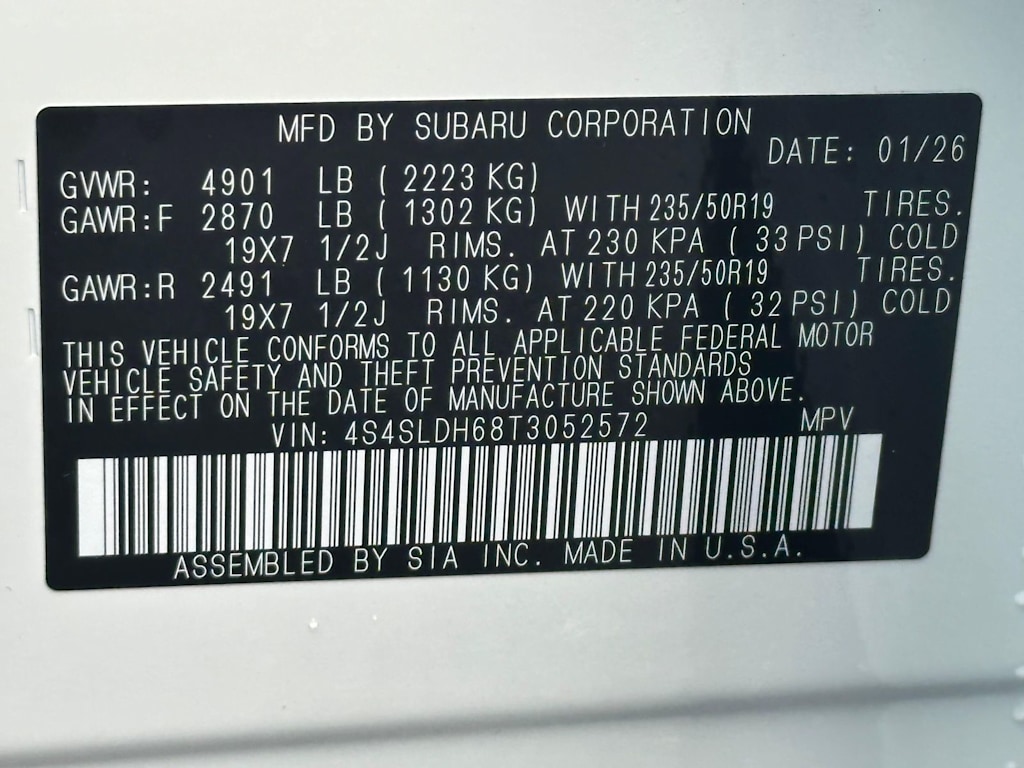 MFD BY SUBARU CORPORATION
DATE: 01/26
GVWR: 4901 LB ( 2223 KG)
GAWR:F 2870 LB ( 1302 KG) WITH 235/50R19 TIRES.
19X7 1/2J RIMS. AT 230 KPA ( 33 PSI) COLD
GAWR:R 2491 LB ( 1130 KG) WITH 235/50R19 TIRES.
19X7 1/2J RIMS. AT 220 KPA ( 32 PSI) COLD
THIS VEHICLE CONFORMS TO ALL APPLICABLE FEDERAL MOTOR
VEHICLE SAFETY AND THEFT PREVENTION STANDARDS
IN EFFECT ON THE DATE OF MANUFACTURE SHOWN ABOVE.
VIN: 4S4SLDH68T3052572 MPV
ASSEMBLED BY SIA INC. MADE IN U.S.A.